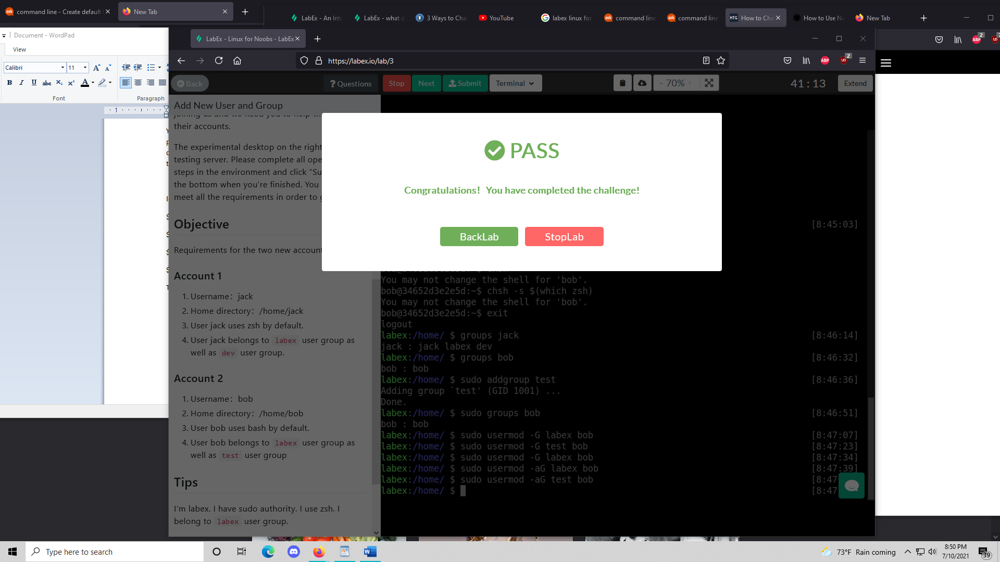 command line - Create default
New Tab
LabEx - An Inte
LabEx - what d
3 Ways to Cha
YouTube
labex linux for
command line
command line
HTG How to Cha
How to Use Na
New Tab
Document - WordPad
LabEx - Linux for Noobs - LabEx
View
https://labex.io/lab/3
Calibri 11
Font
Paragraph
Back
? Questions
Stop
Next
Submit
Terminal
- 70% +
41 : 13
Extend
Add New User and Group
their accounts.
The experimental desktop on the right
testing server. Please complete all ope
steps in the environment and click "Su
the bottom when you're finished. You
meet all the requirements in order to g
Objective
Requirements for the two new account
Account 1
1. Username: jack
2. Home directory: /home/jack
3. User jack uses zsh by default.
4. User jack belongs to labex user group as
well as dev user group.
Account 2
1. Username: bob
2. Home directory: /home/bob
3. User bob uses bash by default.
4. User bob belongs to labex user group as
well as test user group
Tips
I'm labex. I have sudo authority. I use zsh. I
belong to labex user group.
PASS
Congratulations! You have completed the challenge!
BackLab
StopLab
[8:45:03]
You may not change the shell for 'bob'.
bob@34652d3e2e5d:~$ chsh -s $(which zsh)
You may not change the shell for 'bob'.
bob@34652d3e2e5d:~$ exit
logout
labex:/home/ $ groups jack [8:46:14]
jack : jack labex dev
labex:/home/ $ groups bob [8:46:32]
bob : bob
labex:/home/ $ sudo addgroup test [8:46:36]
Adding group `test' (GID 1001) ...
Done.
labex:/home/ $ sudo groups bob [8:46:51]
bob : bob
labex:/home/ $ sudo usermod -G labex bob [8:47:07]
labex:/home/ $ sudo usermod -G test bob [8:47:23]
labex:/home/ $ sudo usermod -G labex bob [8:47:34]
labex:/home/ $ sudo usermod -aG labex bob [8:47:39]
labex:/home/ $ sudo usermod -aG test bob [8:47
labex:/home/ $ [8:47
Type here to search
73°F Rain coming
8:50 PM
7/10/2021
39